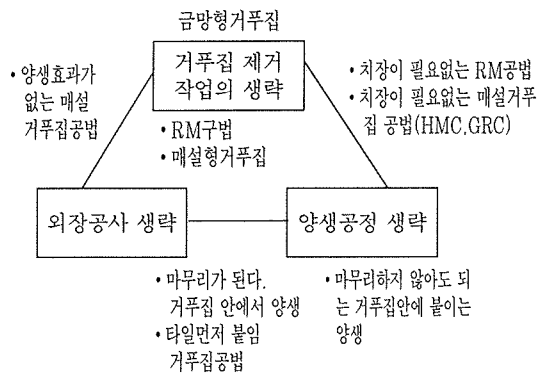 금망형거푸집
거푸집 제거
작업의 생략
• 양생효과가
없는 매설
거푸집공법
• 치장이 필요없는 RM공법
• 치장이 필요없는 매설거푸
집 공법(HMC,GRC)
• RM구법
• 매설형거푸집
외장공사 생략
양생공정 생략
• 마무리가 된다.
거푸집 안에서 양생
• 타일먼저 붙임
거푸집공법
• 마무리하지 않아도 되
는 거푸집안에 붙이는
양생